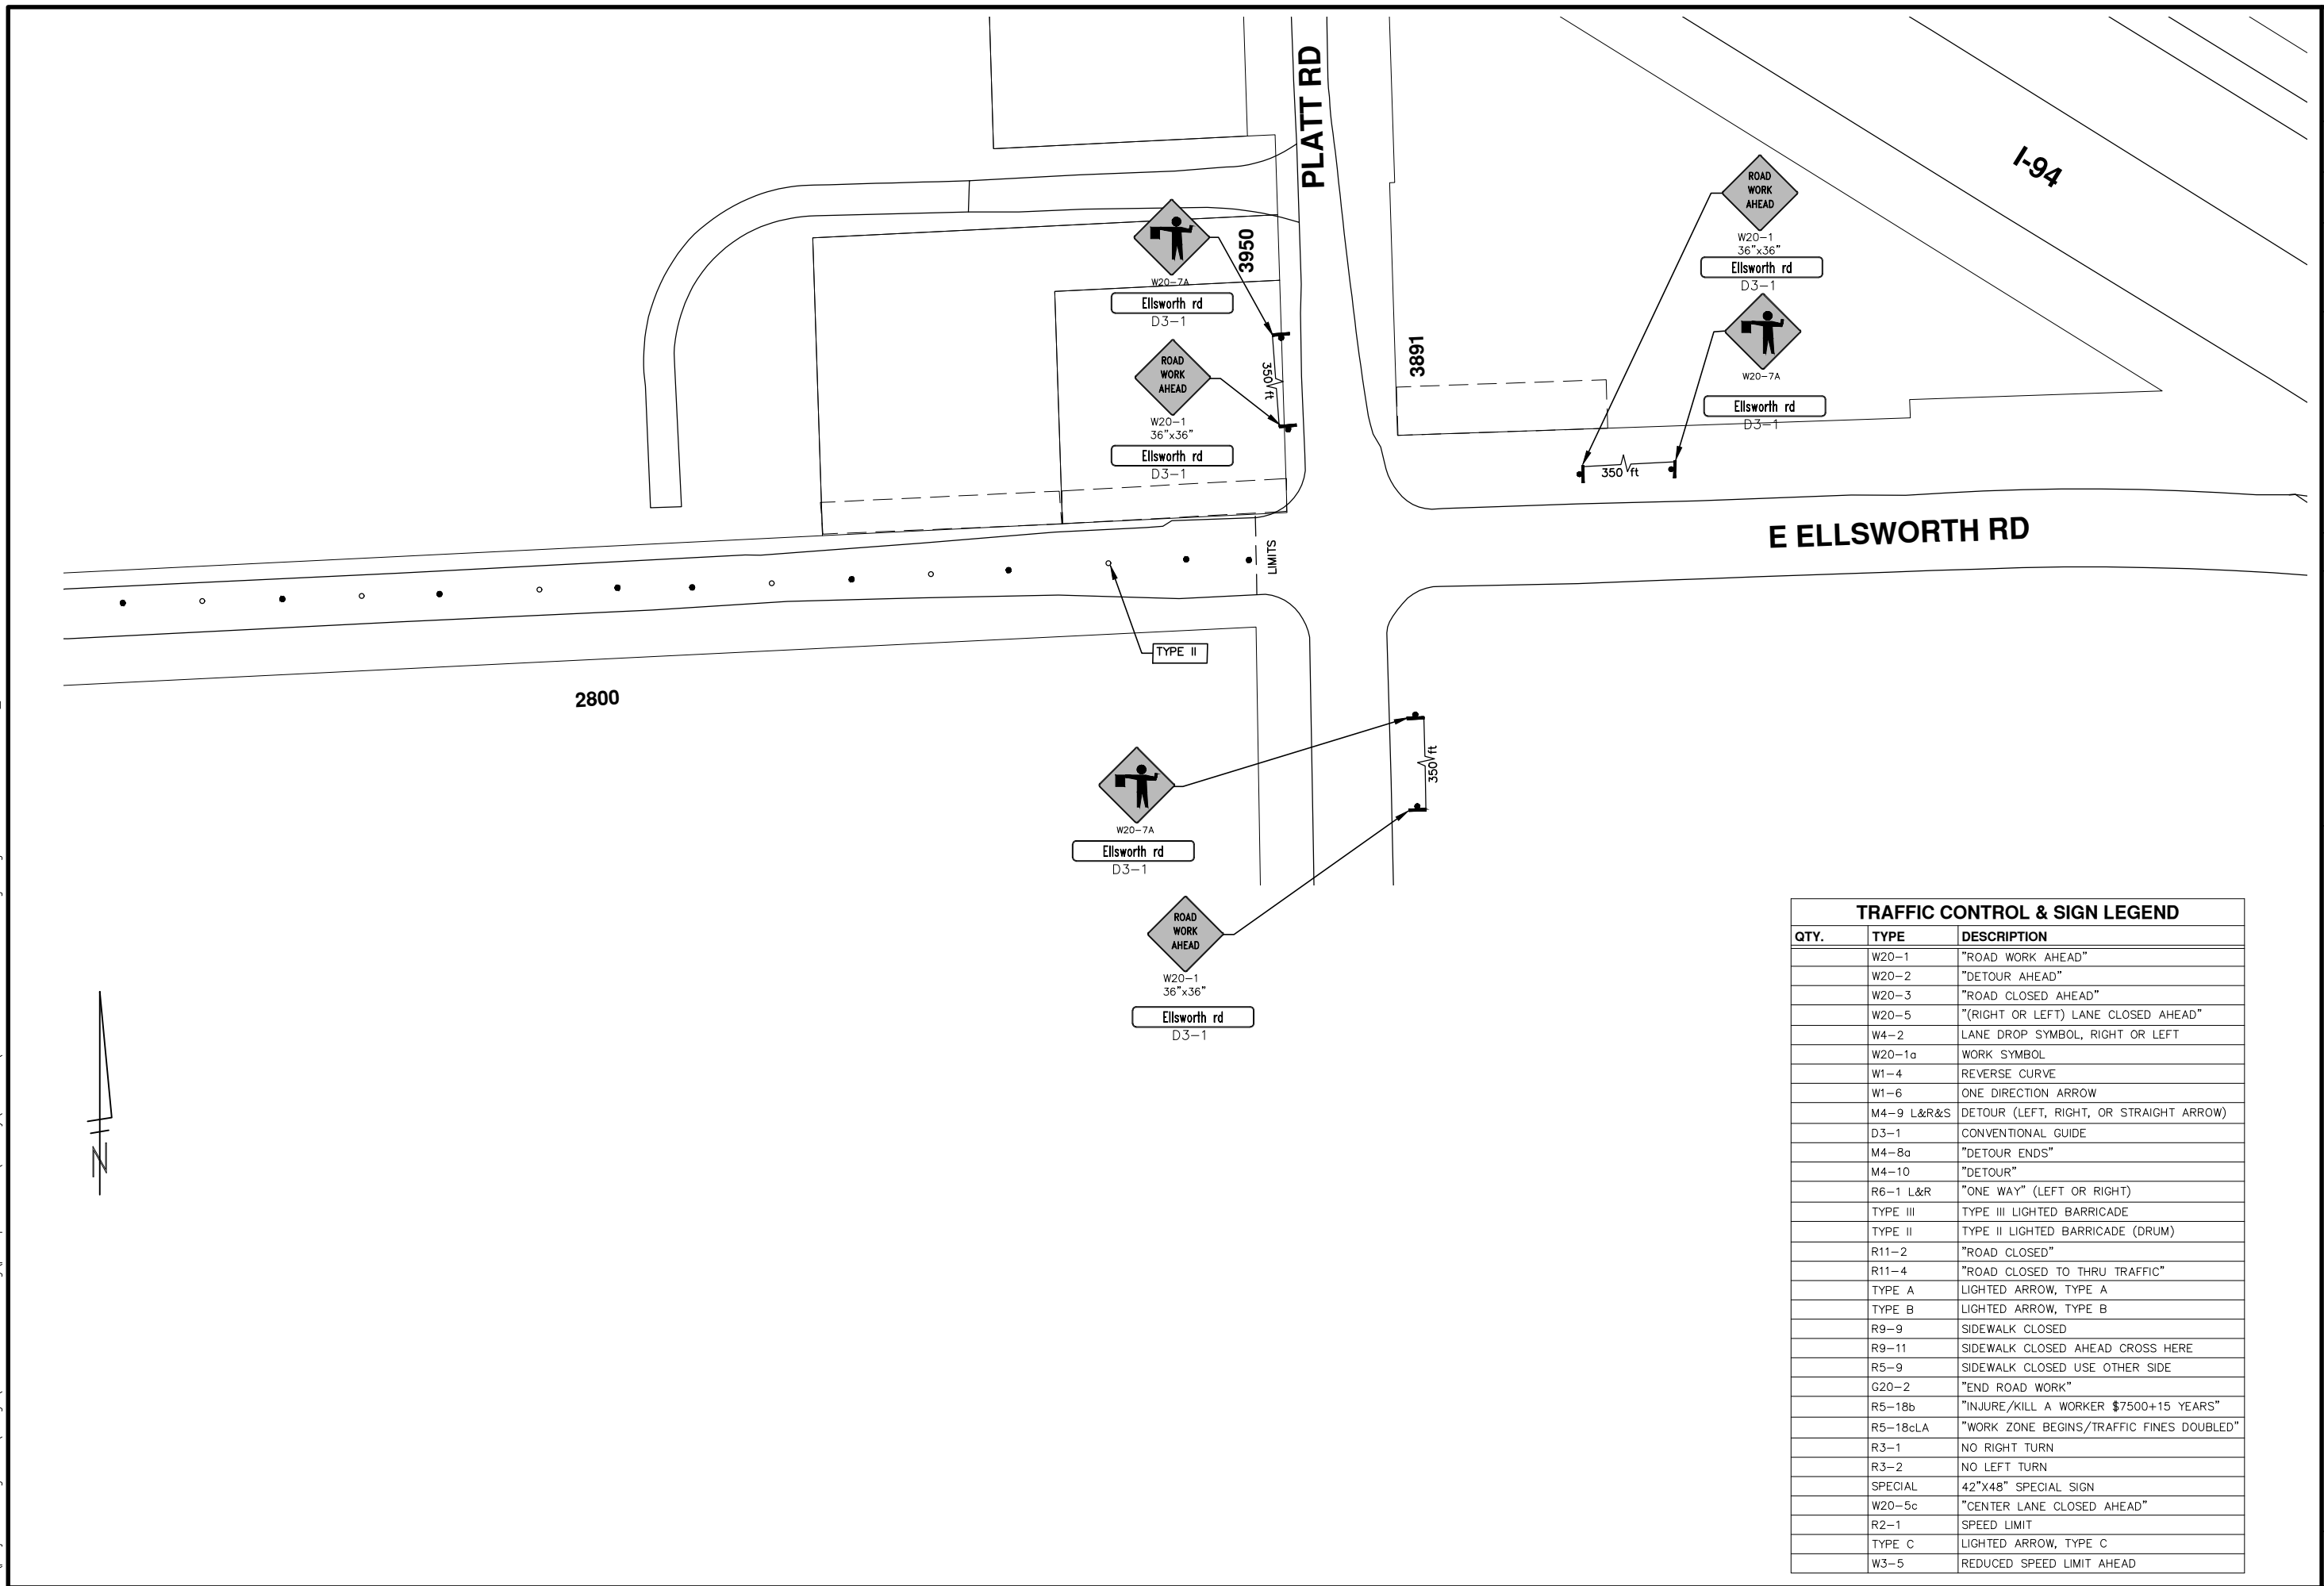 PLATT RD
I-94
ROAD
WORK
AHEAD
W20-1
36"x36"
Ellsworth rd
D3-1
W20-7A
Ellsworth rd
D3-1
3950
W20-7A
Ellsworth rd
D3-1
350 ft
ROAD
WORK
AHEAD
W20-1
36"x36"
Ellsworth rd
D3-1
3891
350 ft
E ELLSWORTH RD
LIMITS
TYPE II
2800
W20-7A
Ellsworth rd
D3-1
350 ft
ROAD
WORK
AHEAD
W20-1
36"x36"
Ellsworth rd
D3-1
N
TRAFFIC CONTROL & SIGN LEGEND
QTY. TYPE DESCRIPTION
W20-1 "ROAD WORK AHEAD"
W20-2 "DETOUR AHEAD"
W20-3 "ROAD CLOSED AHEAD"
W20-5 "(RIGHT OR LEFT) LANE CLOSED AHEAD"
W4-2 LANE DROP SYMBOL, RIGHT OR LEFT
W20-1a WORK SYMBOL
W1-4 REVERSE CURVE
W1-6 ONE DIRECTION ARROW
M4-9 L&R&S DETOUR (LEFT, RIGHT, OR STRAIGHT ARROW)
D3-1 CONVENTIONAL GUIDE
M4-8a "DETOUR ENDS"
M4-10 "DETOUR"
R6-1 L&R "ONE WAY" (LEFT OR RIGHT)
TYPE III TYPE III LIGHTED BARRICADE
TYPE II TYPE II LIGHTED BARRICADE (DRUM)
R11-2 "ROAD CLOSED"
R11-4 "ROAD CLOSED TO THRU TRAFFIC"
TYPE A LIGHTED ARROW, TYPE A
TYPE B LIGHTED ARROW, TYPE B
R9-9 SIDEWALK CLOSED
R9-11 SIDEWALK CLOSED AHEAD CROSS HERE
R5-9 SIDEWALK CLOSED USE OTHER SIDE
G20-2 "END ROAD WORK"
R5-18b "INJURE/KILL A WORKER $7500+15 YEARS"
R5-18cLA "WORK ZONE BEGINS/TRAFFIC FINES DOUBLED"
R3-1 NO RIGHT TURN
R3-2 NO LEFT TURN
SPECIAL 42"X48" SPECIAL SIGN
W20-5c "CENTER LANE CLOSED AHEAD"
R2-1 SPEED LIMIT
TYPE C LIGHTED ARROW, TYPE C
W3-5 REDUCED SPEED LIMIT AHEAD